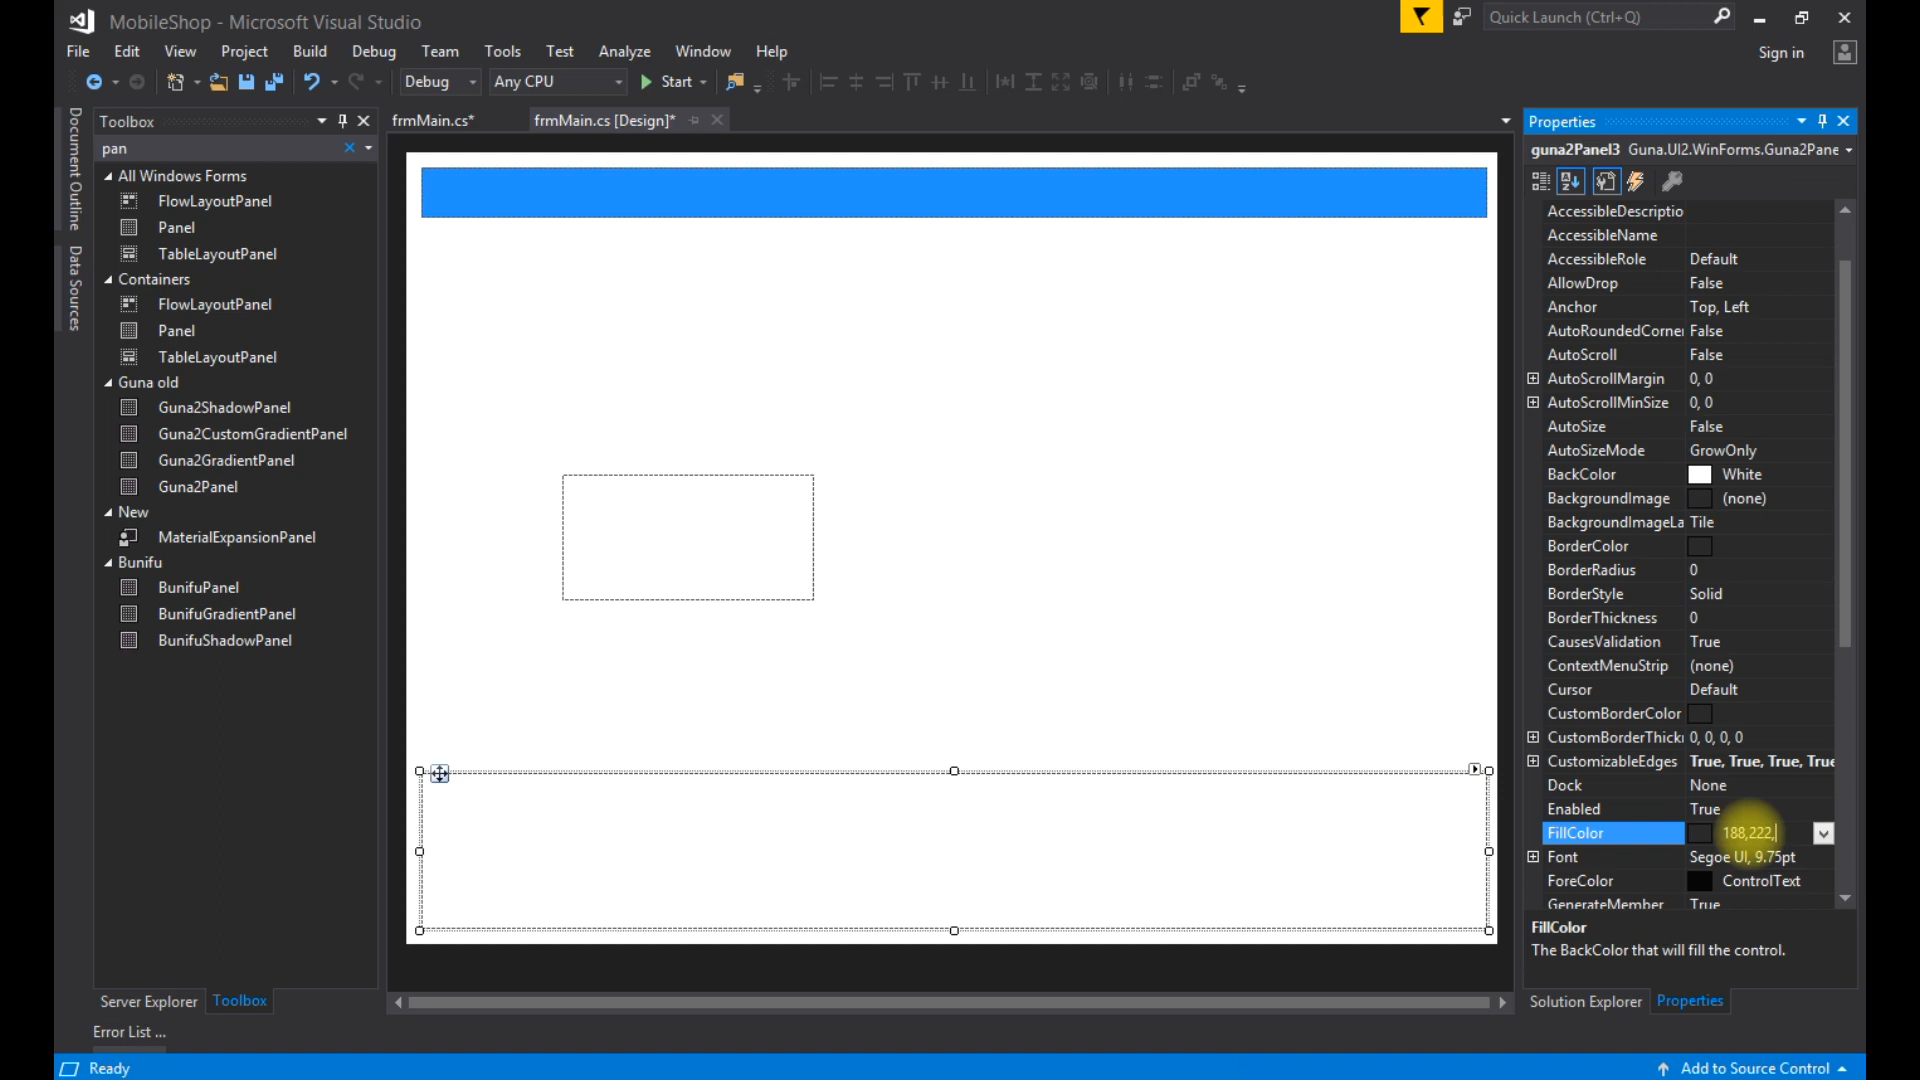 MobileShop - Microsoft Visual Studio
Quick Launch (Ctrl+Q)
File Edit View Project Build Debug Team Tools Test Analyze Window Help
Sign in
Debug Any CPU Start
Document Outline
Data Sources
Toolbox
pan
All Windows Forms
FlowLayoutPanel
Panel
TableLayoutPanel
Containers
FlowLayoutPanel
Panel
TableLayoutPanel
Guna old
Guna2ShadowPanel
Guna2CustomGradientPanel
Guna2GradientPanel
Guna2Panel
New
MaterialExpansionPanel
Bunifu
BunifuPanel
BunifuGradientPanel
BunifuShadowPanel
Server Explorer Toolbox
Error List ...
frmMain.cs* frmMain.cs [Design]*
Properties
guna2Panel3 Guna.UI2.WinForms.Guna2Pane
AccessibleDescriptio
AccessibleName
AccessibleRole Default
AllowDrop False
Anchor Top, Left
AutoRoundedCorner False
AutoScroll False
AutoScrollMargin 0, 0
AutoScrollMinSize 0, 0
AutoSize False
AutoSizeMode GrowOnly
BackColor White
BackgroundImage (none)
BackgroundImageLa Tile
BorderColor
BorderRadius 0
BorderStyle Solid
BorderThickness 0
CausesValidation True
ContextMenuStrip (none)
Cursor Default
CustomBorderColor
CustomBorderThick 0, 0, 0, 0
CustomizableEdges True, True, True, True
Dock None
Enabled True
FillColor 188,222,
Font Segoe UI, 9.75pt
ForeColor ControlText
GenerateMember True
FillColor
The BackColor that will fill the control.
Solution Explorer Properties
Ready
Add to Source Control